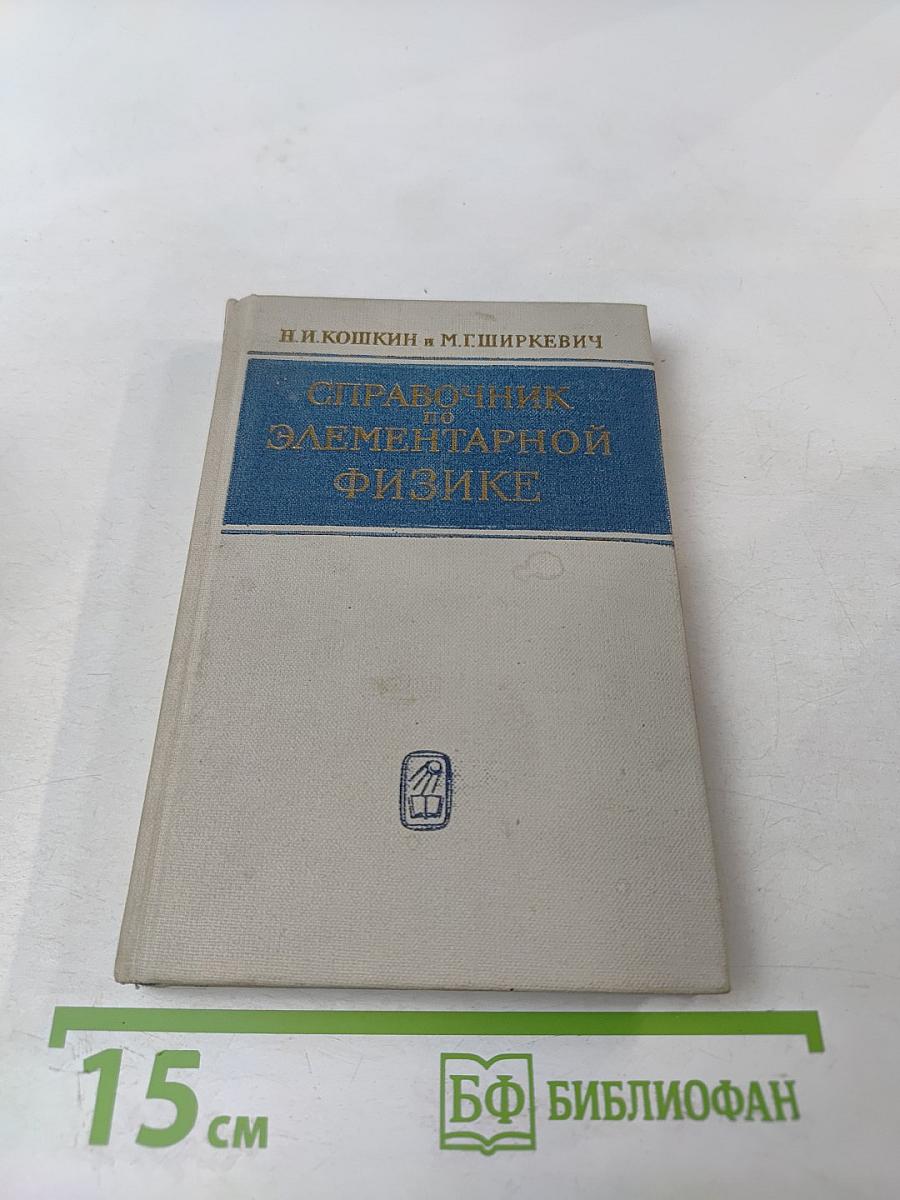 Н.И.КОШКИН и М.Г.ШИРКЕВИЧ
СПРАВОЧНИК
ПО
ЭЛЕМЕНТАРНОЙ
ФИЗИКЕ
15 см
БФ БИБЛИОФАН